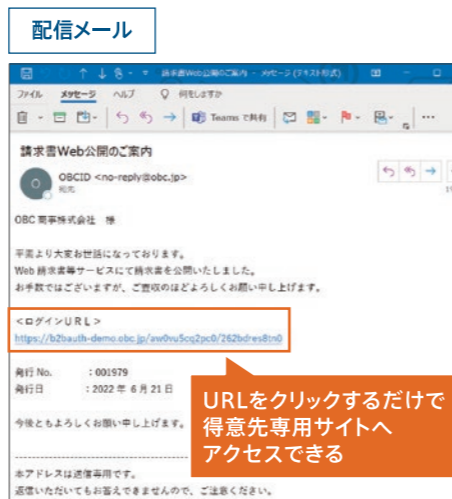 配信メール
請求書Web公開のご案内 - メッセージ (テキスト形式)
ファイル メッセージ ヘルプ 何をしますか
Teams で共有
請求書Web公開のご案内
O
OBCID <no-reply@obc.jp>
宛先
OBC 商事株式会社 様
平素より大変お世話になっております。
Web 請求書等サービスにて請求書を公開いたしました。
お手数ではございますが、ご査収のほどよろしくお願い申し上げます。
<ログインURL>
https://b2bauth-demo.obc.jp/aw0vu5cq2pc0/262bdres8tn0
発行 No. : 001979
発行日 : 2022 年 6 月 21 日
URLをクリックするだけで
得意先専用サイトへ
アクセスできる
今後ともよろしくお願い申し上げます。
本アドレスは送信専用です。
返信いただいてもお答えできませんので、ご注意ください。